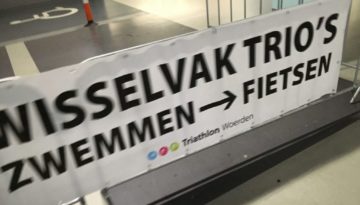 WISSELVAK TRIO'S
ZWEMMEN → FIETSEN
Triathlon Woerden